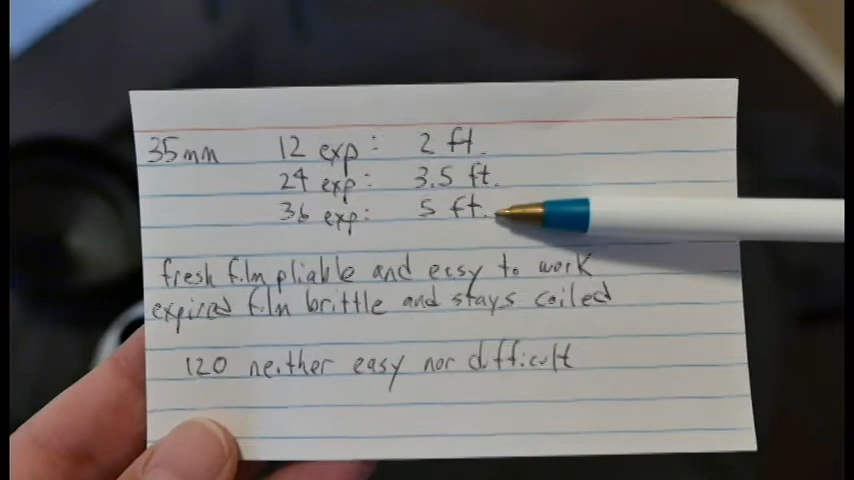 35mm 12 exp: 2 ft.
24 exp: 3.5 ft.
36 exp: 5 ft.
fresh film pliable and easy to work
expired film brittle and stays coiled
120 neither easy nor difficult